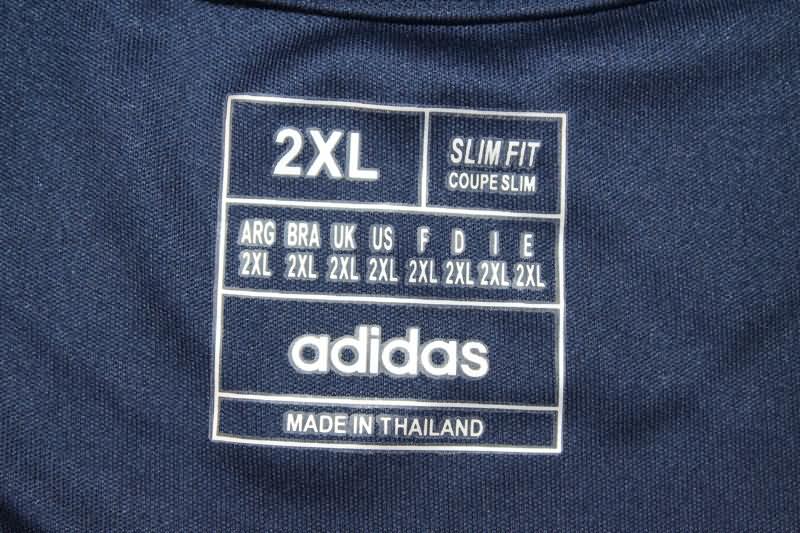 2XL
SLIM FIT
COUPE SLIM
ARG BRA UK US F D I E
2XL 2XL 2XL 2XL 2XL 2XL 2XL 2XL
adidas
MADE IN THAILAND